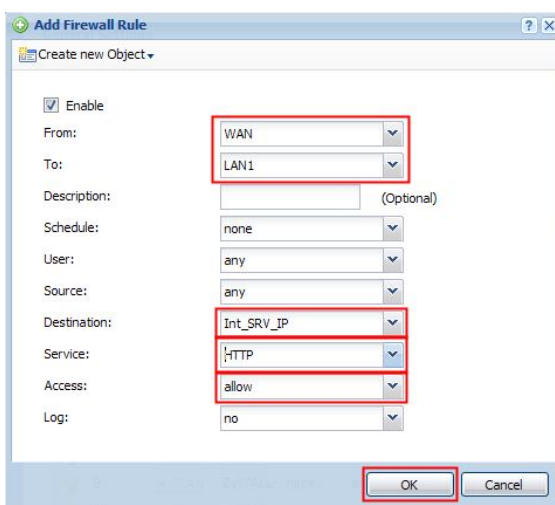 Add Firewall Rule
?
Create new Object
Enable
From: WAN
To: LAN1
Description: (Optional)
Schedule: none
User: any
Source: any
Destination: Int_SRV_IP
Service: HTTP
Access: allow
Log: no
OK Cancel